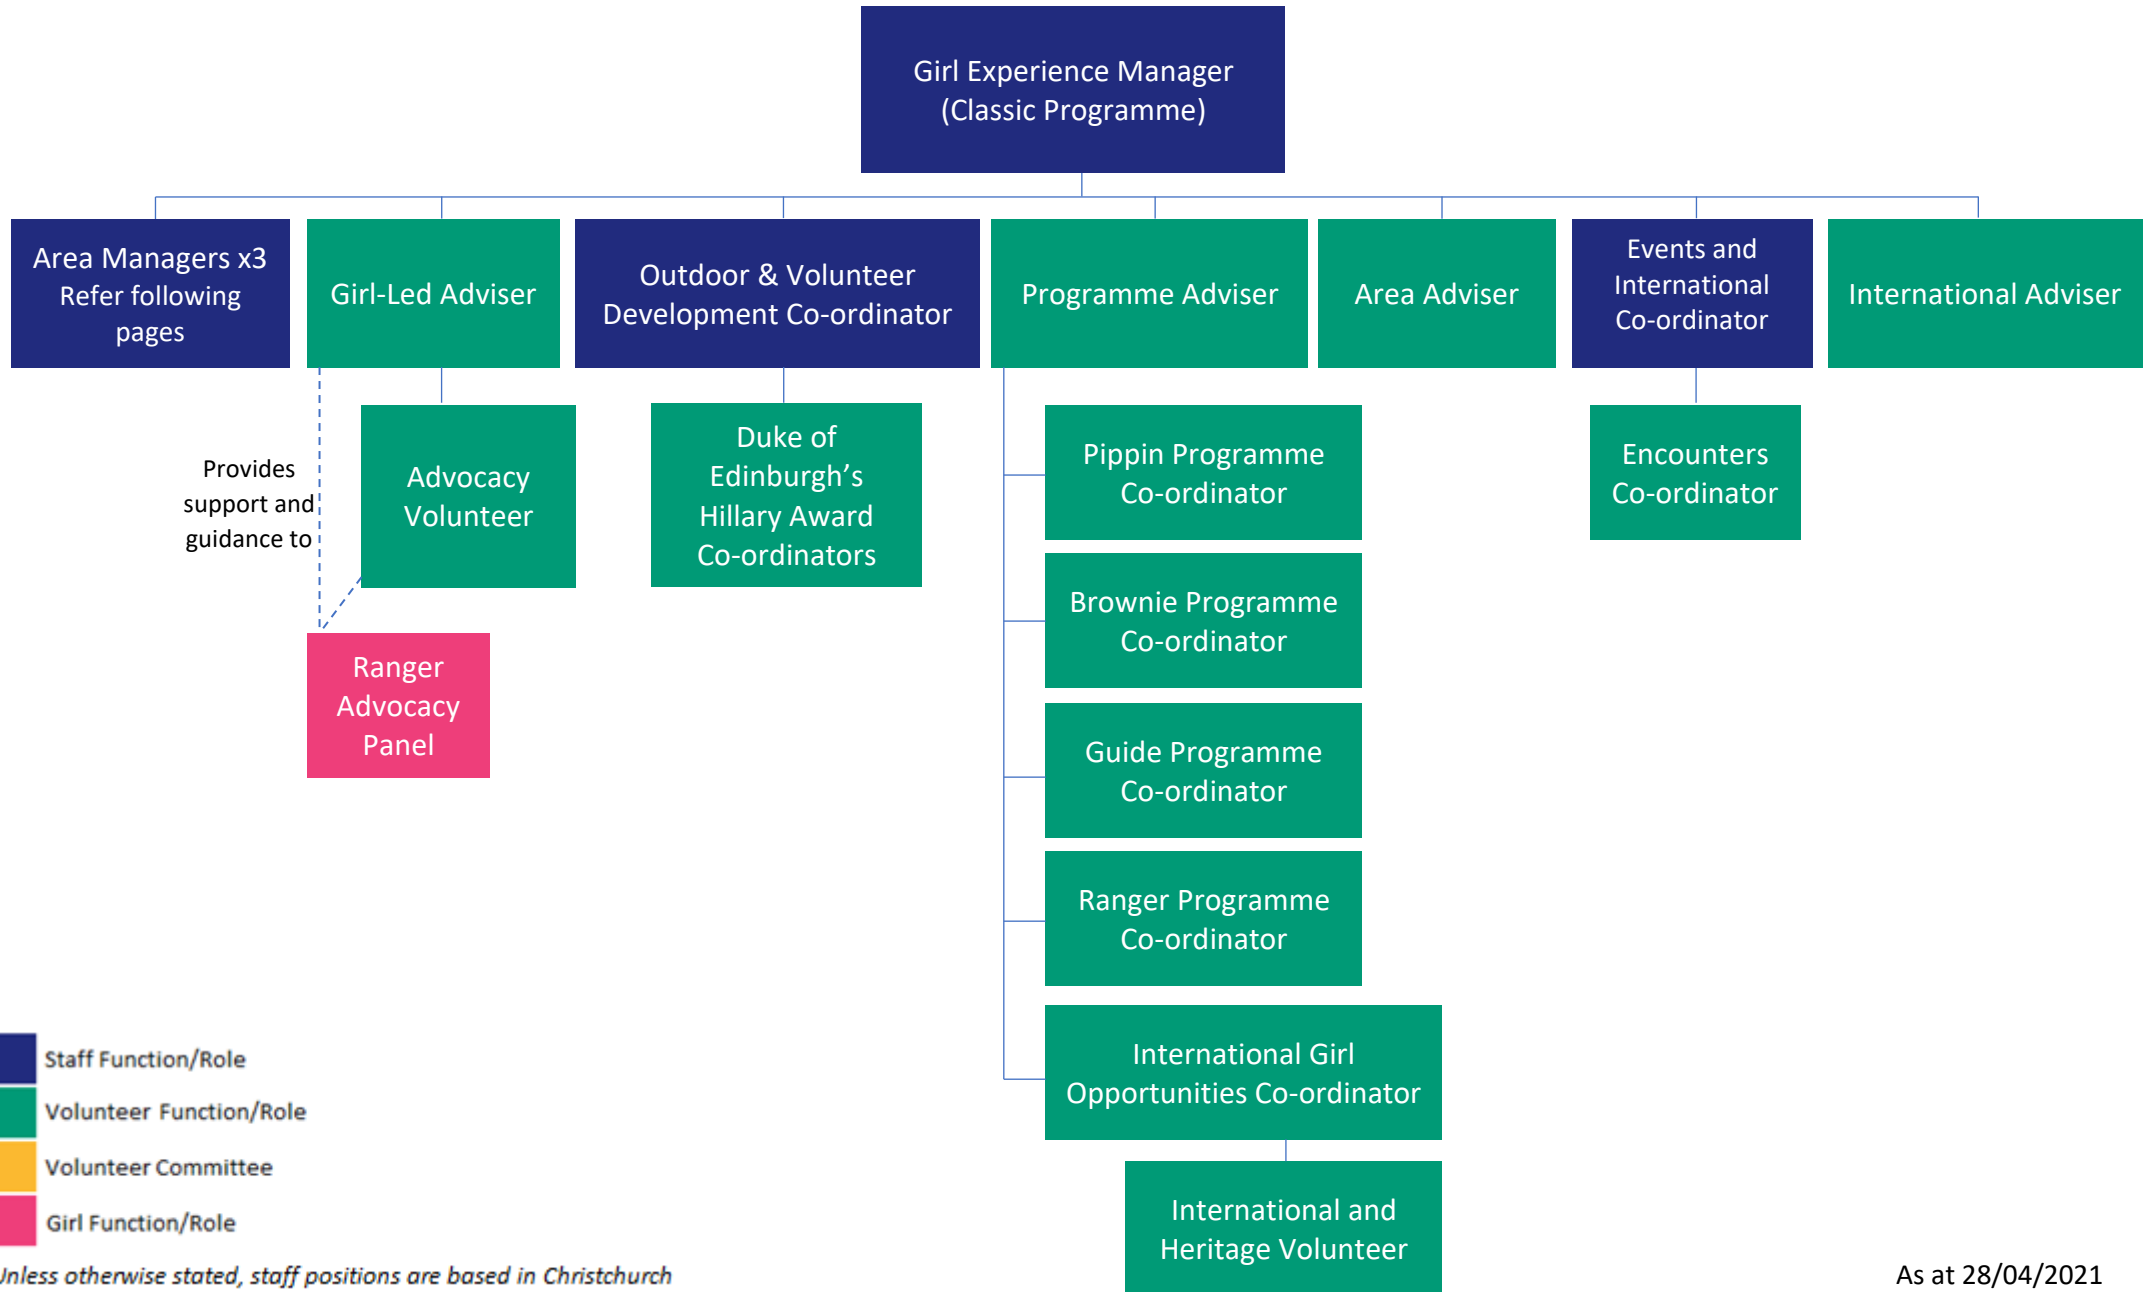 Girl Experience Manager
(Classic Programme)
Area Managers x3
Refer following
pages
Girl-Led Adviser
Outdoor & Volunteer
Development Co-ordinator
Programme Adviser
Area Adviser
Events and
International
Co-ordinator
International Adviser
Provides
support and
guidance to
Advocacy
Volunteer
Duke of
Edinburgh’s
Hillary Award
Co-ordinators
Pippin Programme
Co-ordinator
Encounters
Co-ordinator
Brownie Programme
Co-ordinator
Ranger
Advocacy
Panel
Guide Programme
Co-ordinator
Ranger Programme
Co-ordinator
International Girl
Opportunities Co-ordinator
International and
Heritage Volunteer
Staff Function/Role
Volunteer Function/Role
Volunteer Committee
Girl Function/Role
Unless otherwise stated, staff positions are based in Christchurch
As at 28/04/2021